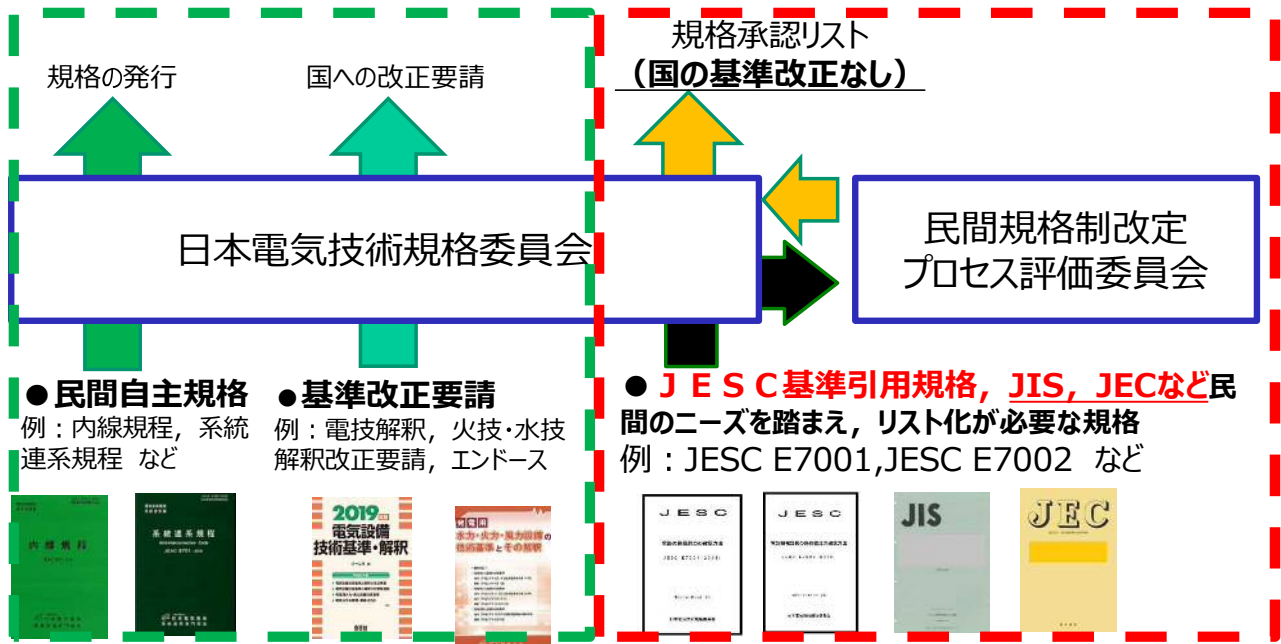 規格の発行
国への改正要請
規格承認リスト
（国の基準改正なし）
日本電気技術規格委員会
民間規格制改定
プロセス評価委員会
●民間自主規格
例：内線規程，系統
連系規程 など
●基準改正要請
例：電技解釈，火技・水技
解釈改正要請，エンドース
●ＪＥＳＣ基準引用規格，JIS，JECなど民
間のニーズを踏まえ，リスト化が必要な規格
例：JESC E7001,JESC E7002 など
内線規程
系統連系規程
2019
電気設備
技術基準・解釈
発電用
水力・火力・風力設備の
技術基準とその解釈
JESC
JESC
JIS
JEC